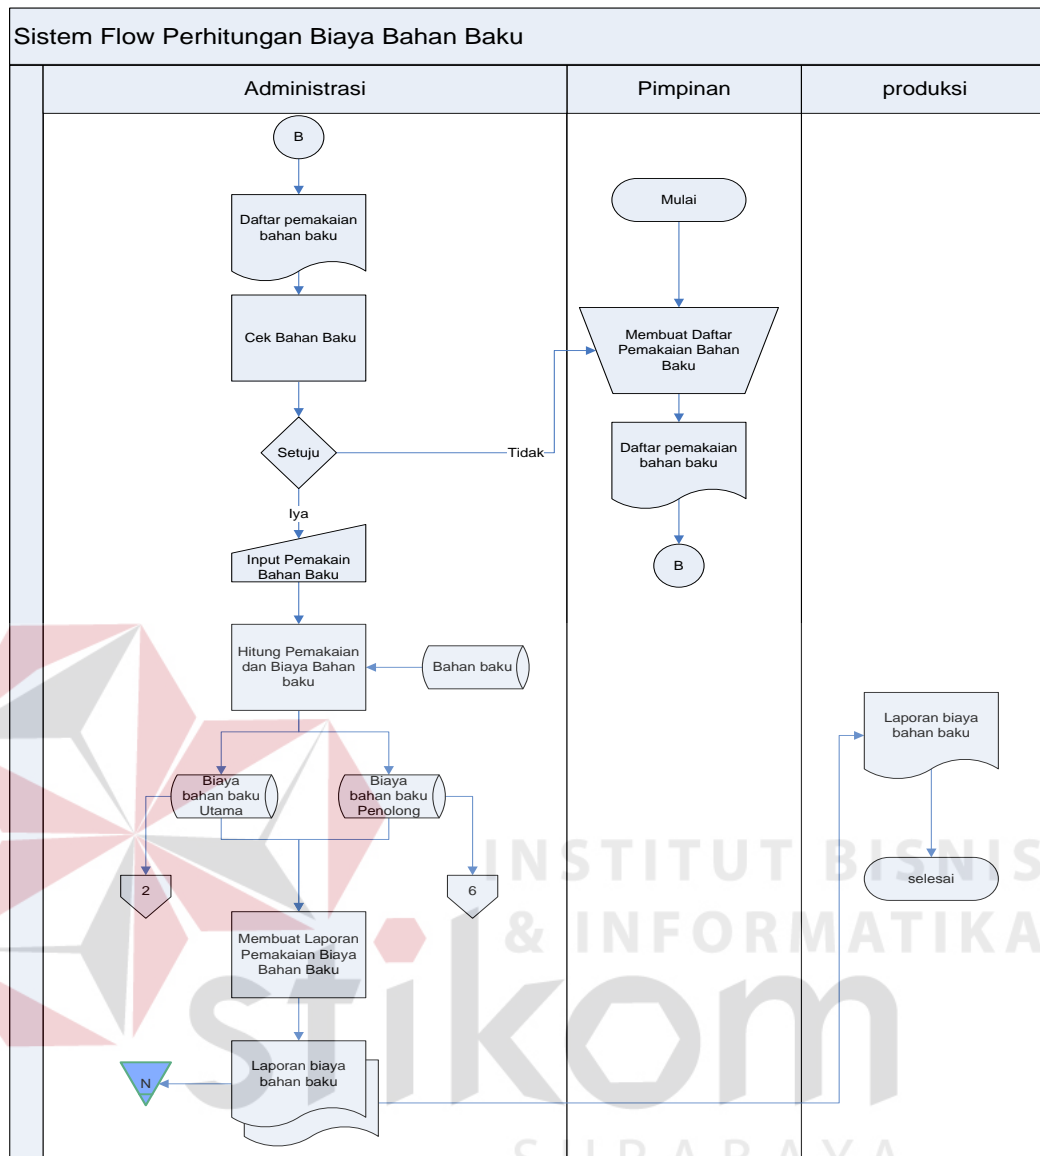 Sistem Flow Perhitungan Biaya Bahan Baku
Administrasi
Pimpinan
produksi
B
Daftar pemakaian
bahan baku
Cek Bahan Baku
Setuju
Tidak
Iya
Input Pemakain
Bahan Baku
Hitung Pemakaian
dan Biaya Bahan
baku
Bahan baku
Biaya
bahan baku
Utama
Biaya
bahan baku
Penolong
2
6
Membuat Laporan
Pemakaian Biaya
Bahan Baku
Laporan biaya
bahan baku
N
Mulai
Membuat Daftar
Pemakaian Bahan
Baku
Daftar pemakaian
bahan baku
B
Laporan biaya
bahan baku
selesai
INSTITUT BISNIS
& INFORMATIKA
stikom
SURABAYA